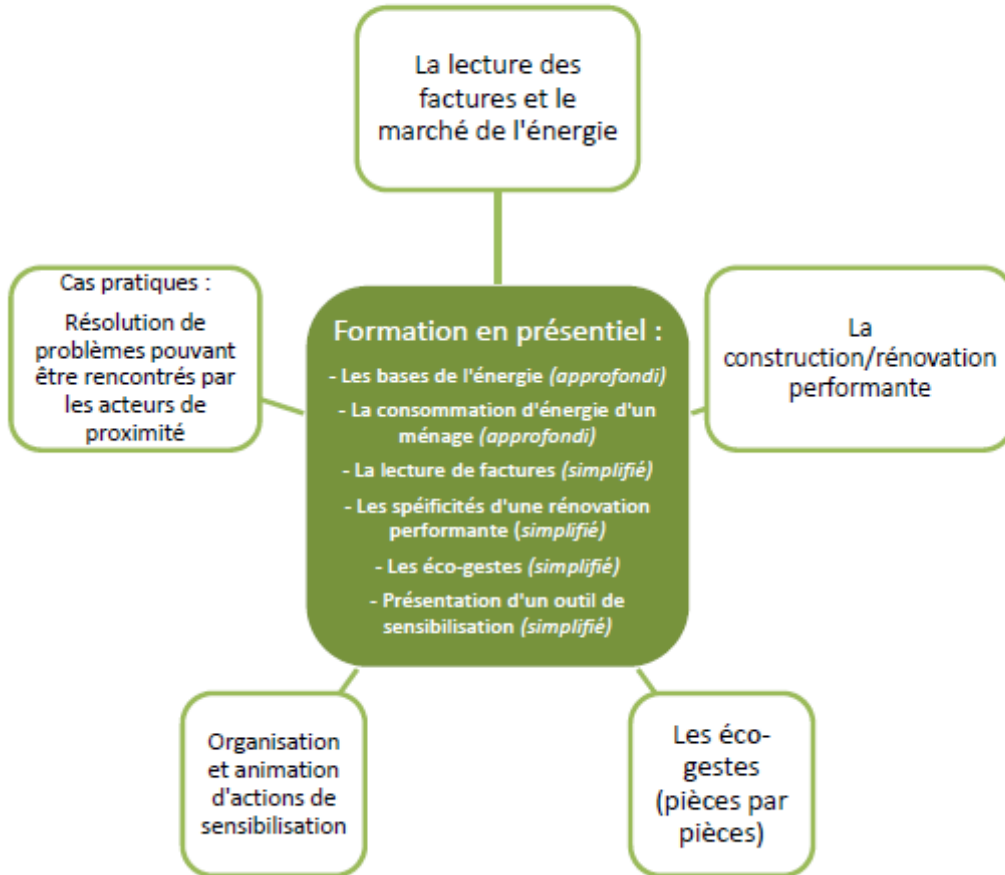 La lecture des
factures et le
marché de l'énergie
Cas pratiques :
Résolution de
problèmes pouvant
être rencontrés par
les acteurs de
proximité
Formation en présentiel :
- Les bases de l'énergie (approfondi)
- La consommation d'énergie d'un
ménage (approfondi)
- La lecture de factures (simplifié)
- Les spéificités d'une rénovation
performante (simplifié)
- Les éco-gestes (simplifié)
- Présentation d'un outil de
sensibilisation (simplifié)
La
construction/rénovation
performante
Organisation
et animation
d'actions de
sensibilisation
Les éco-
gestes
(pièces par
pièces)